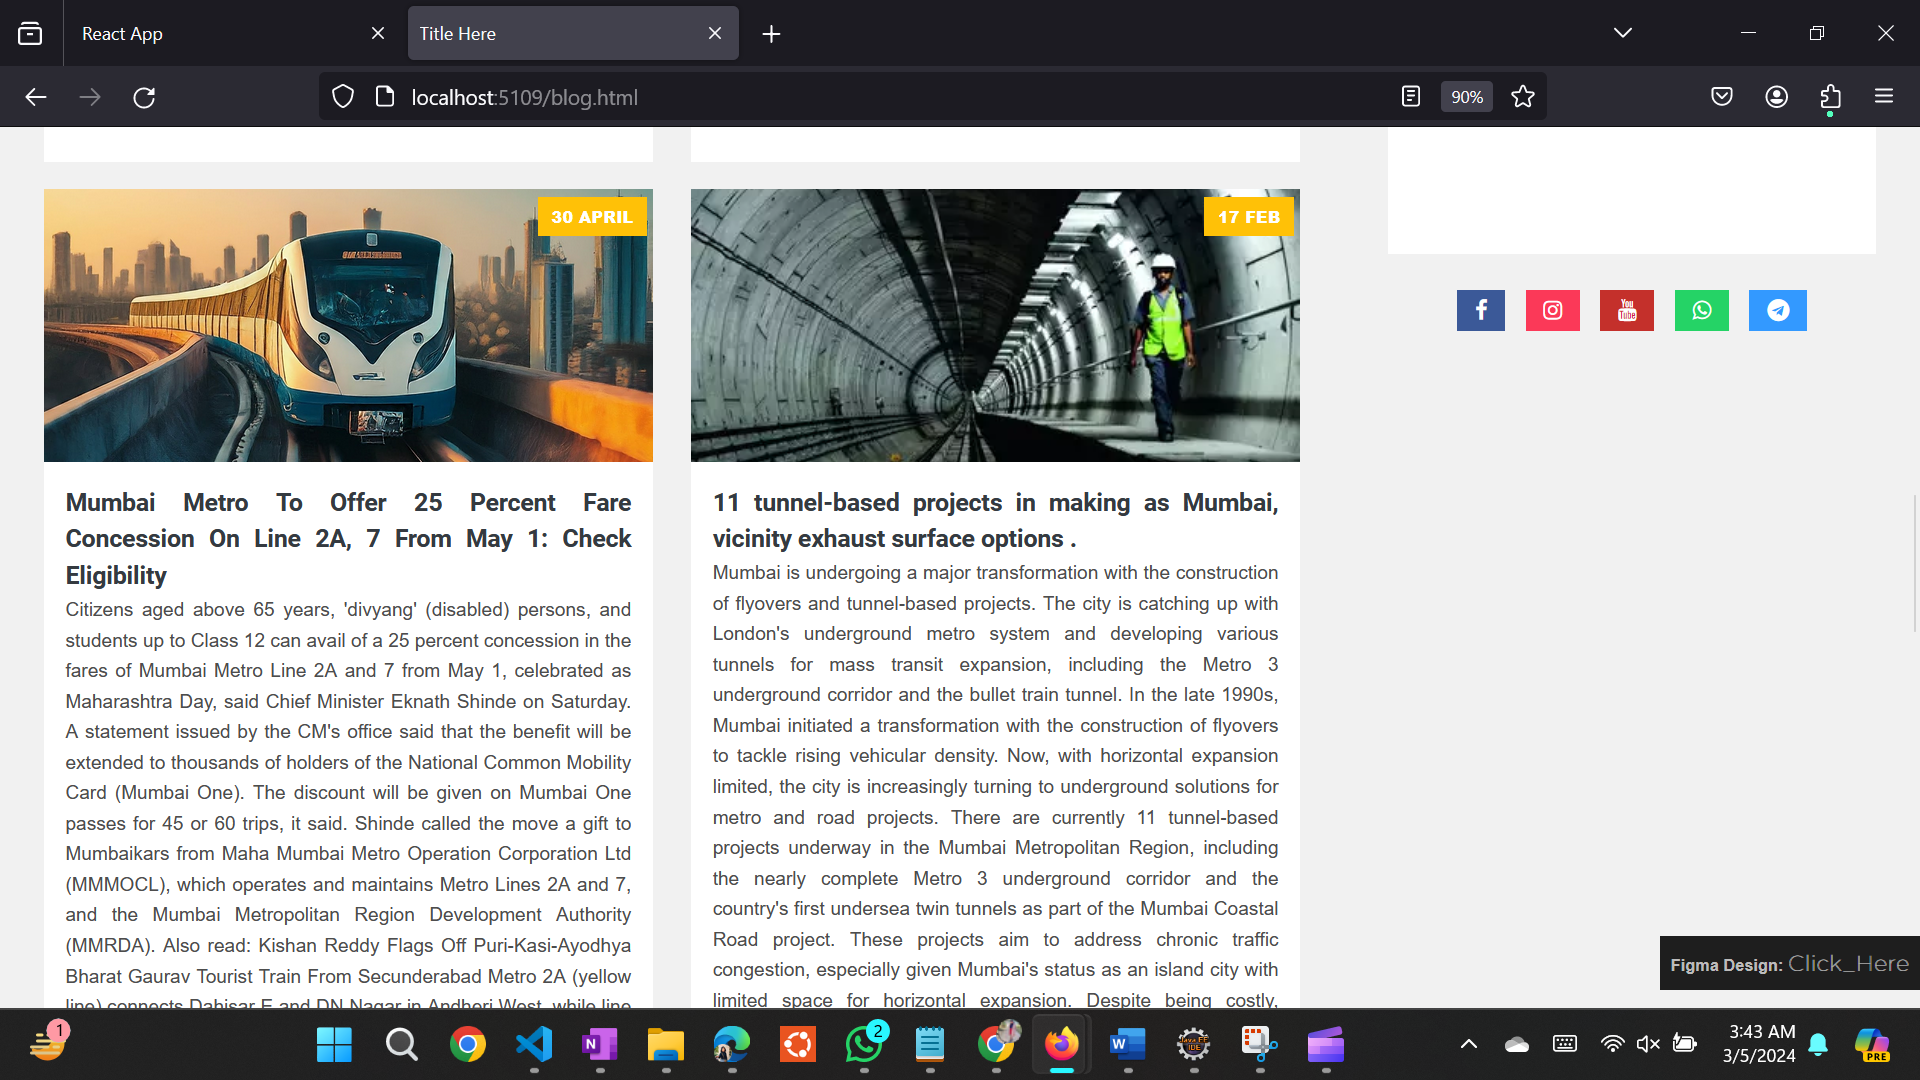 React App
Title Here
localhost:5109/blog.html
90%
30 APRIL
17 FEB
Mumbai Metro To Offer 25 Percent Fare
Concession On Line 2A, 7 From May 1: Check
Eligibility
Citizens aged above 65 years, 'divyang' (disabled) persons, and
students up to Class 12 can avail of a 25 percent concession in the
fares of Mumbai Metro Line 2A and 7 from May 1, celebrated as
Maharashtra Day, said Chief Minister Eknath Shinde on Saturday.
A statement issued by the CM's office said that the benefit will be
extended to thousands of holders of the National Common Mobility
Card (Mumbai One). The discount will be given on Mumbai One
passes for 45 or 60 trips, it said. Shinde called the move a gift to
Mumbaikars from Maha Mumbai Metro Operation Corporation Ltd
(MMMOCL), which operates and maintains Metro Lines 2A and 7,
and the Mumbai Metropolitan Region Development Authority
(MMRDA). Also read: Kishan Reddy Flags Off Puri-Kasi-Ayodhya
Bharat Gaurav Tourist Train From Secunderabad Metro 2A (yellow
line) connects Dahisar E and DN Nagar in Andheri West, while line
11 tunnel-based projects in making as Mumbai,
vicinity exhaust surface options .
Mumbai is undergoing a major transformation with the construction
of flyovers and tunnel-based projects. The city is catching up with
London's underground metro system and developing various
tunnels for mass transit expansion, including the Metro 3
underground corridor and the bullet train tunnel. In the late 1990s,
Mumbai initiated a transformation with the construction of flyovers
to tackle rising vehicular density. Now, with horizontal expansion
limited, the city is increasingly turning to underground solutions for
metro and road projects. There are currently 11 tunnel-based
projects underway in the Mumbai Metropolitan Region, including
the nearly complete Metro 3 underground corridor and the
country's first undersea twin tunnels as part of the Mumbai Coastal
Road project. These projects aim to address chronic traffic
congestion, especially given Mumbai's status as an island city with
limited space for horizontal expansion. Despite being costly,
You
Tube
Figma Design: Click_Here
1
N
2
W
Java EE
IDE
3:43 AM
3/5/2024
PRE